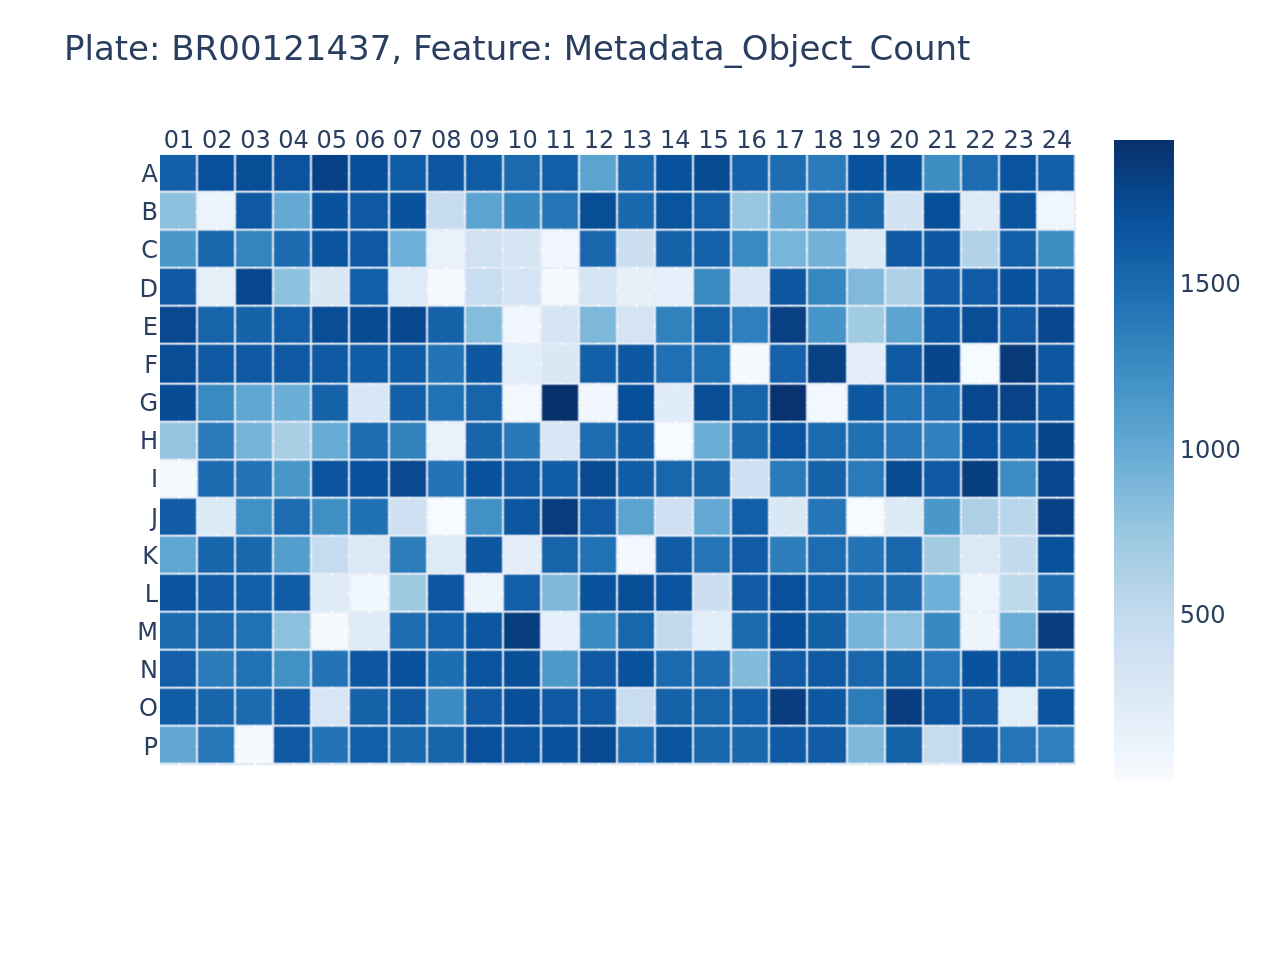 Plate: BR00121437, Feature: Metadata_Object_Count
01 02 03 04 05 06 07 08 09 10 11 12 13 14 15 16 17 18 19 20 21 22 23 24
A
B
C
D
E
F
G
H
I
J
K
L
M
N
O
P
1500
1000
500